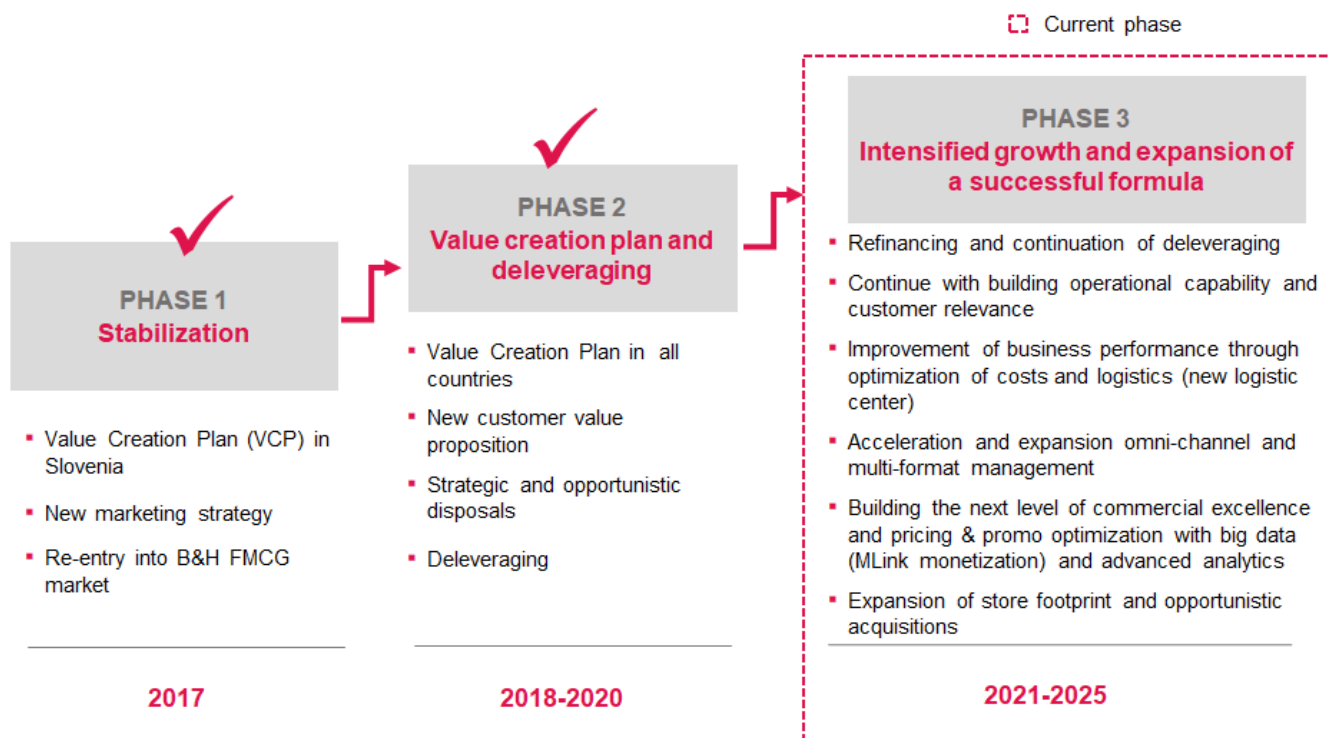 Current phase
PHASE 1
Stabilization
▪ Value Creation Plan (VCP) in
Slovenia
▪ New marketing strategy
▪ Re-entry into B&H FMCG
market
2017
PHASE 2
Value creation plan and
deleveraging
▪ Value Creation Plan in all
countries
▪ New customer value
proposition
▪ Strategic and opportunistic
disposals
▪ Deleveraging
2018-2020
PHASE 3
Intensified growth and expansion of
a successful formula
▪ Refinancing and continuation of deleveraging
▪ Continue with building operational capability and
customer relevance
▪ Improvement of business performance through
optimization of costs and logistics (new logistic
center)
▪ Acceleration and expansion omni-channel and
multi-format management
▪ Building the next level of commercial excellence
and pricing & promo optimization with big data
(MLink monetization) and advanced analytics
▪ Expansion of store footprint and opportunistic
acquisitions
2021-2025